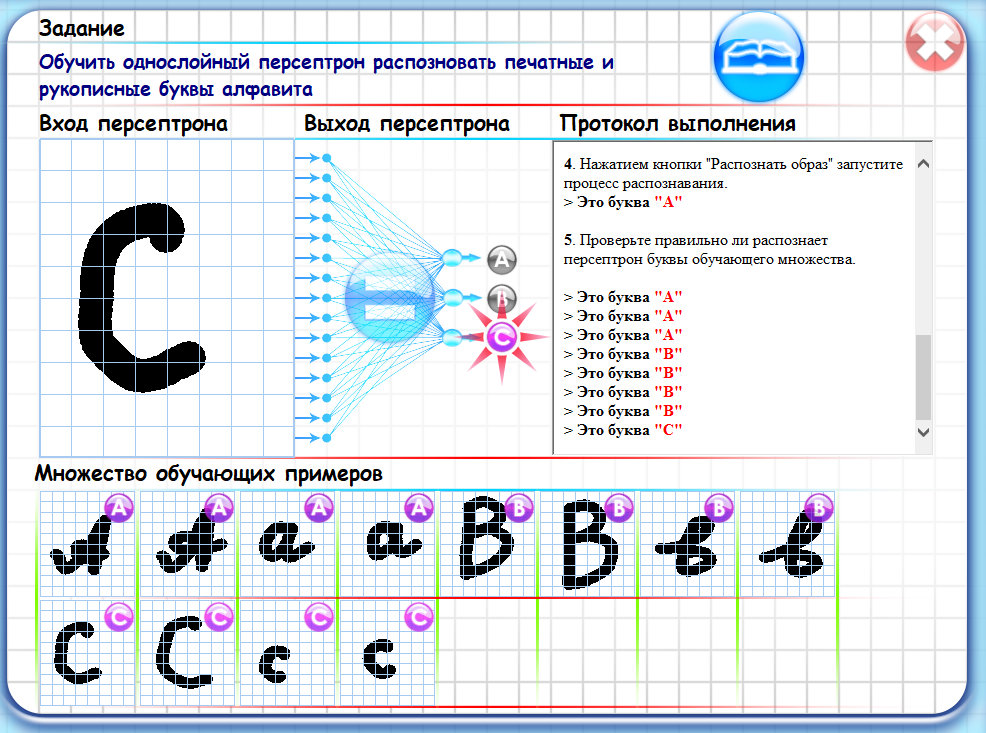 Задание
Обучить однослойный персептрон распозновать печатные и
рукописные буквы алфавита
Вход персептрона
Выход персептрона
Протокол выполнения
C
A
B
C
4. Нажатием кнопки "Распознать образ" запустите
процесс распознавания.
> Это буква "A"
5. Проверьте правильно ли распознает
персептрон буквы обучающего множества.
> Это буква "A"
> Это буква "A"
> Это буква "A"
> Это буква "B"
> Это буква "B"
> Это буква "B"
> Это буква "B"
> Это буква "C"
Множество обучающих примеров
A A A A B B B B
A A a a B B в в
C C C C
C C c c